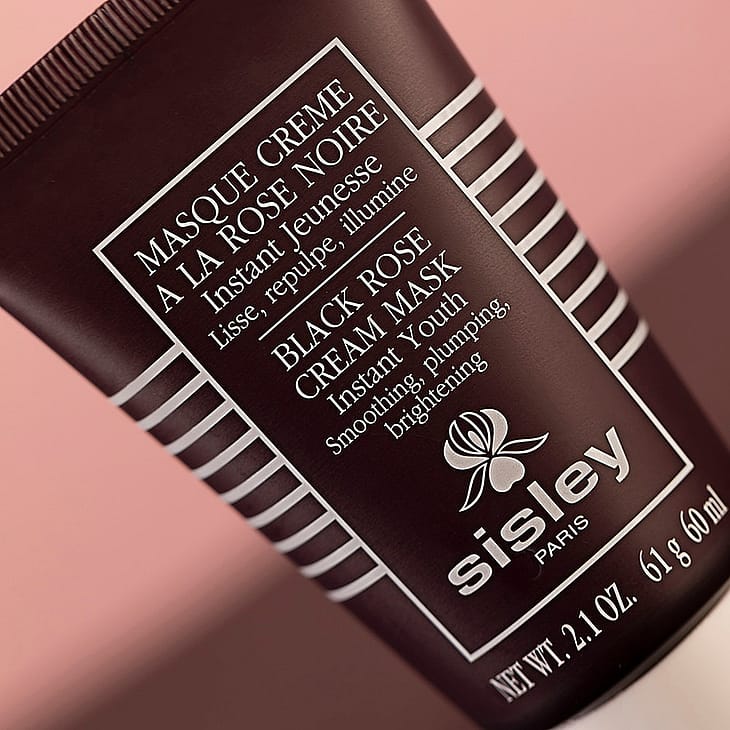 MASQUE CREME
A LA ROSE NOIRE
Instant Jeunesse
Lisse, repulpe, illumine
BLACK ROSE
CREAM MASK
Instant Youth
Smoothing, plumping,
brightening
sisley
PARIS
NET WT. 2.1 OZ. 61 g 60 ml